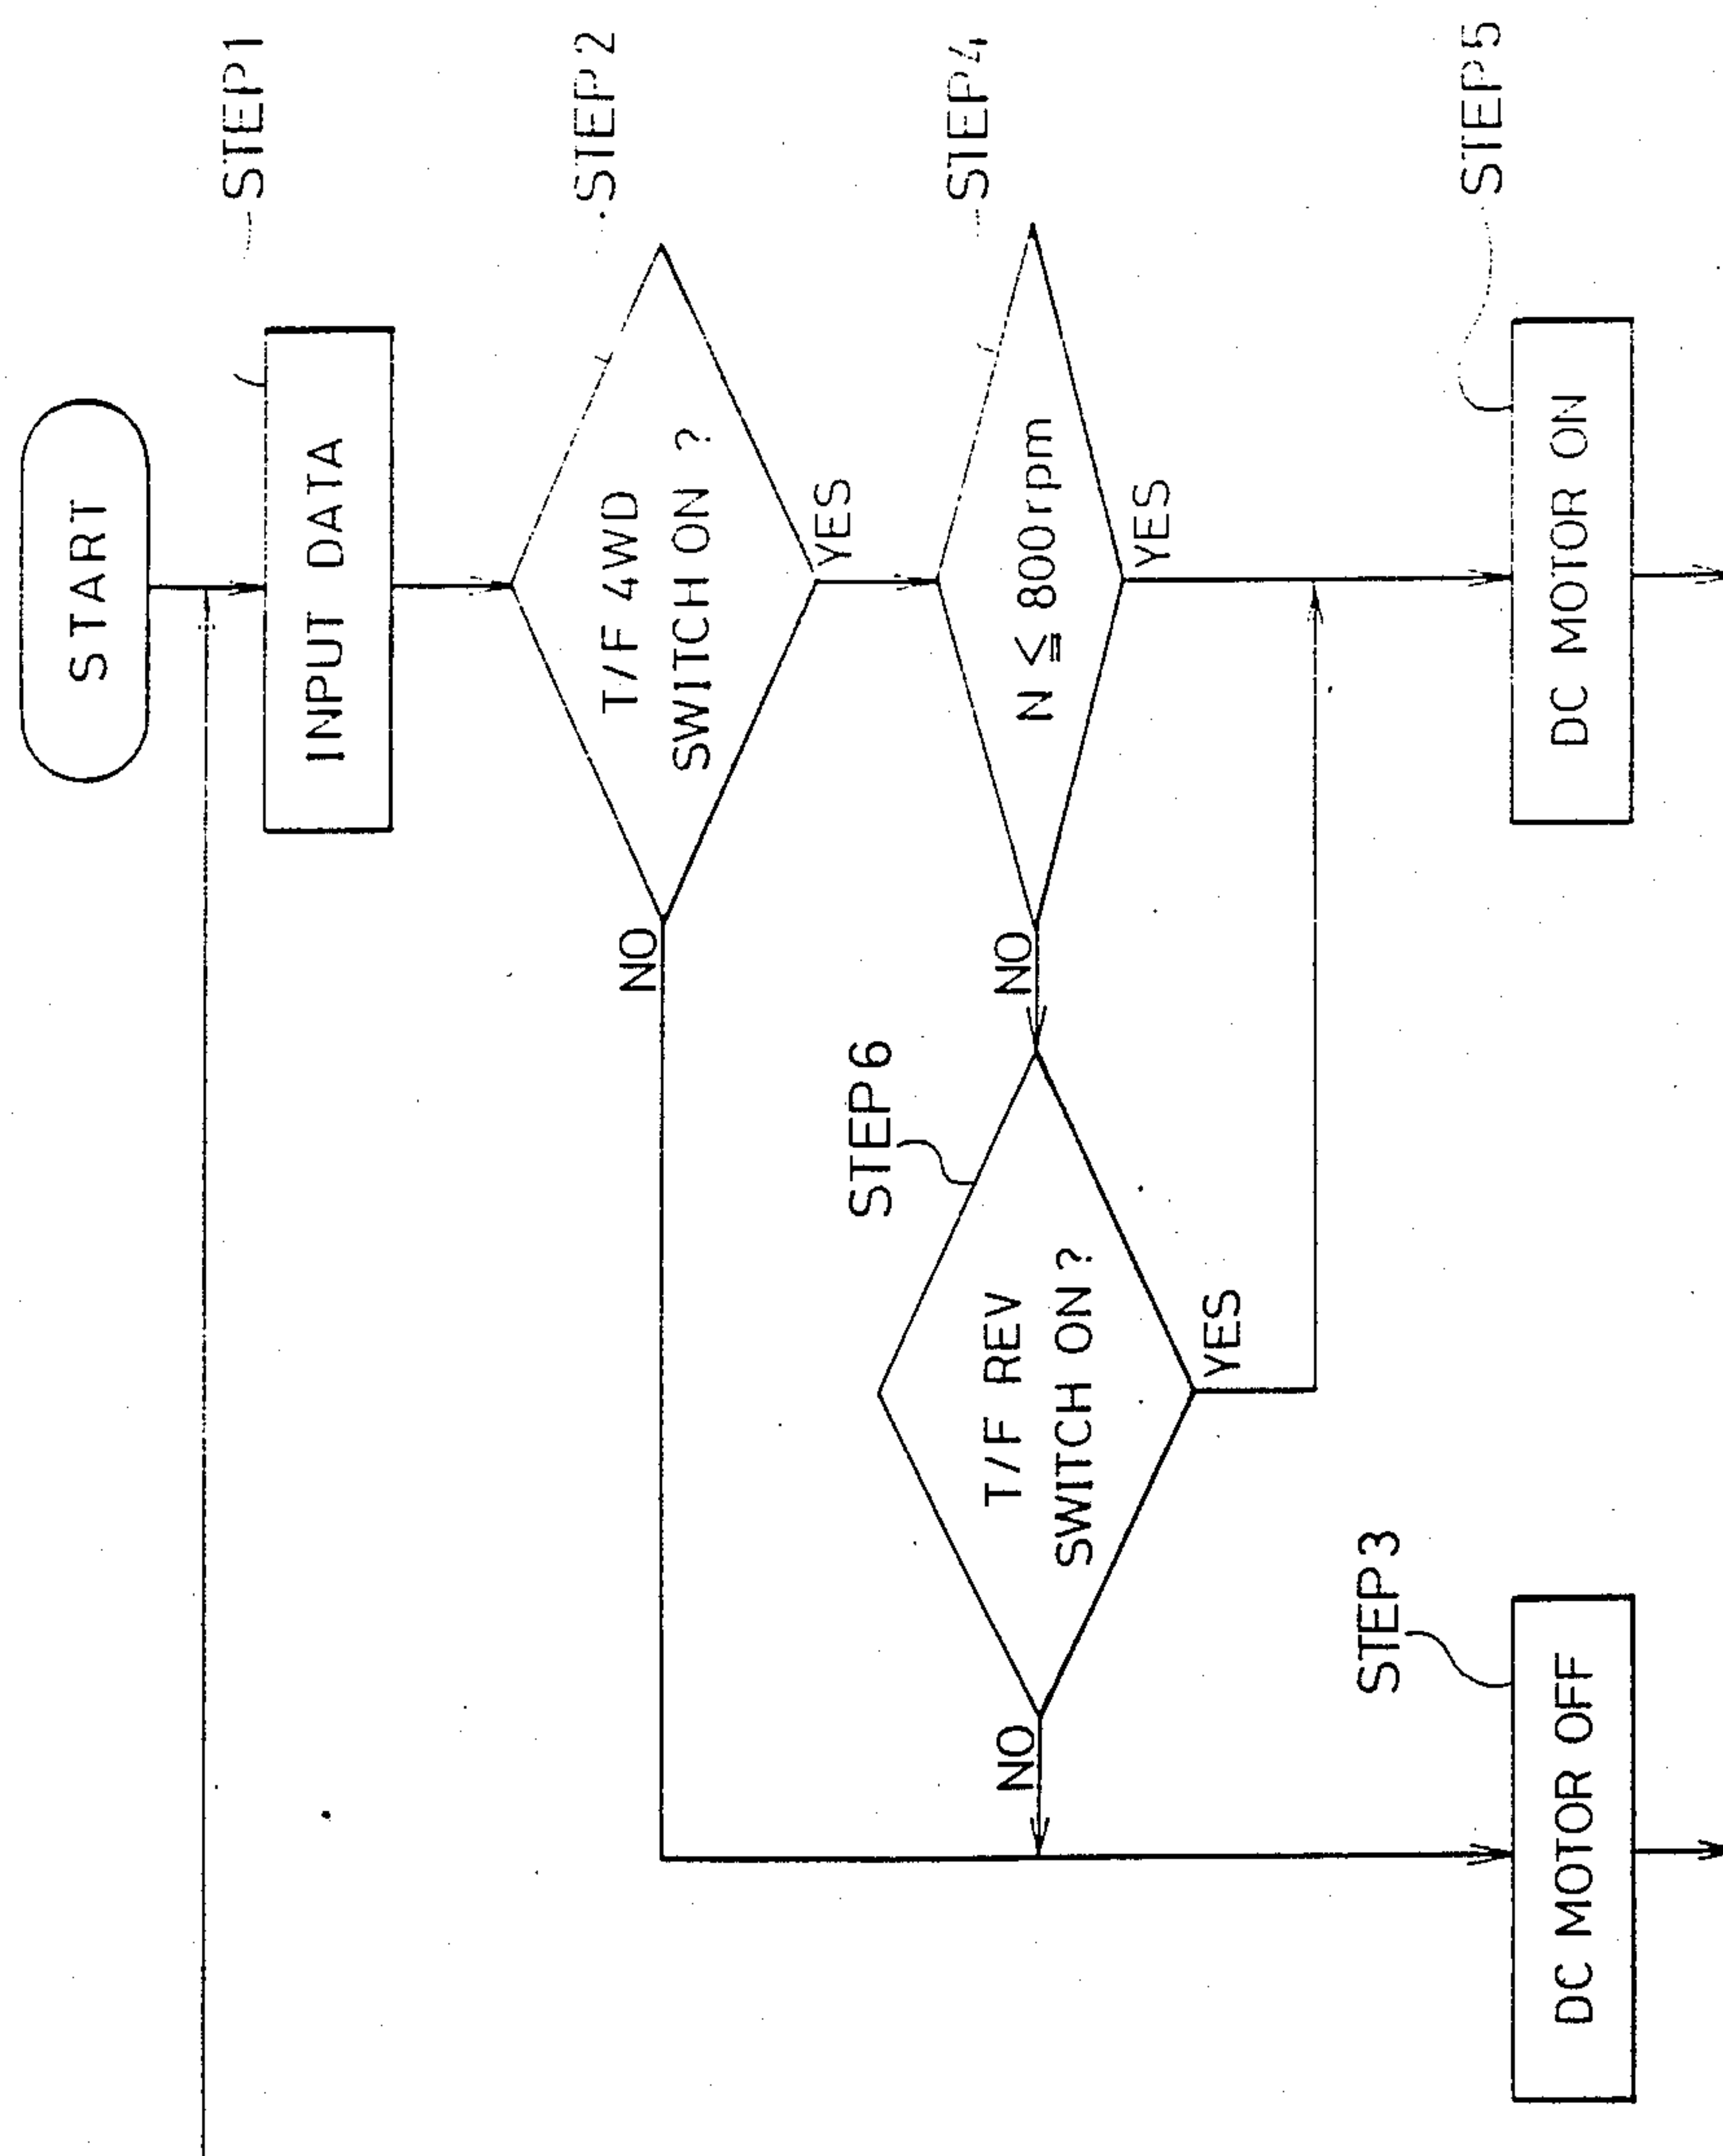 START
STEP1
INPUT DATA
STEP2
T/F 4WD
SWITCH ON ?
NO
YES
STEP4
N ≦ 800rpm
NO
YES
STEP6
T/F REV
SWITCH ON?
NO
YES
STEP5
DC MOTOR ON
STEP3
DC MOTOR OFF